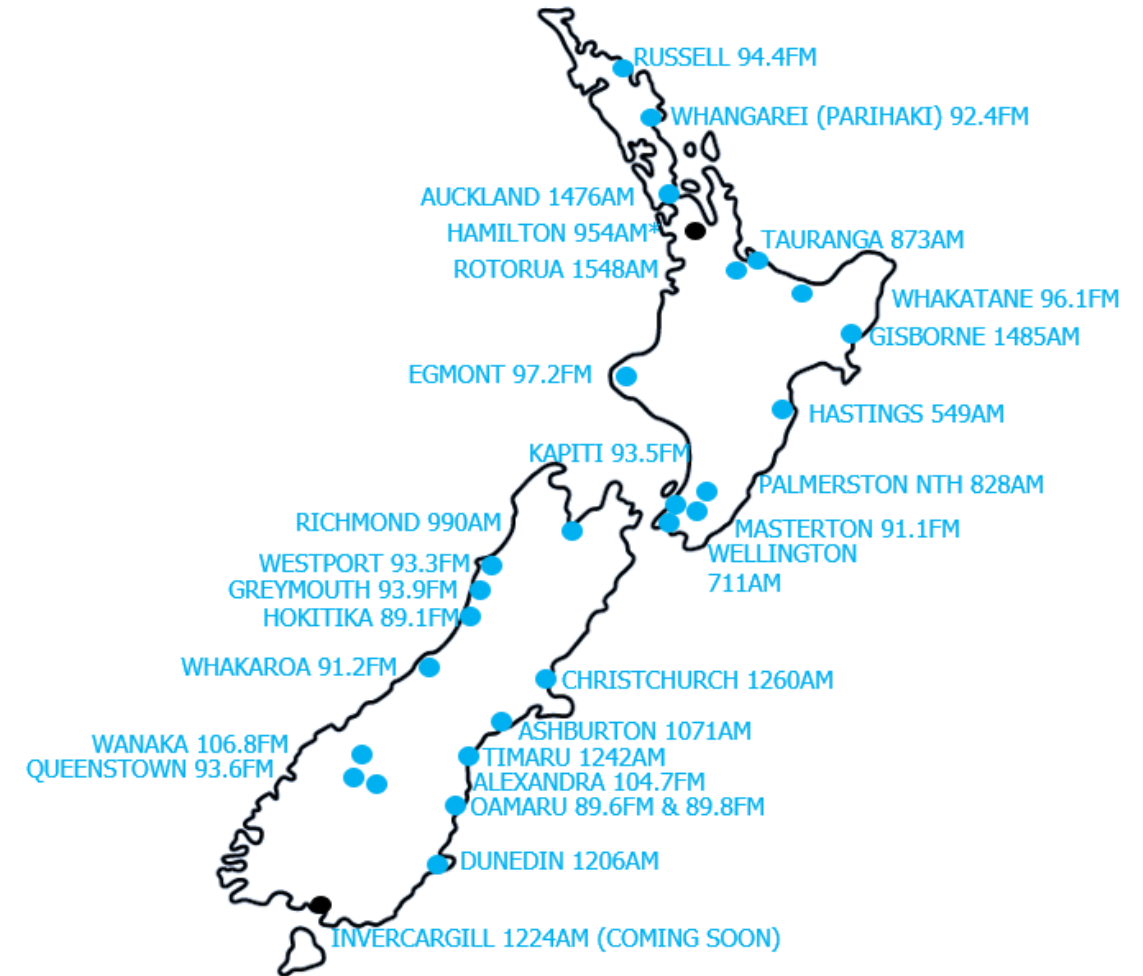 RUSSELL 94.4FM
WHANGAREI (PARIHAKI) 92.4FM
AUCKLAND 1476AM
HAMILTON 954AM*
TAURANGA 873AM
ROTORUA 1548AM
WHAKATANE 96.1FM
GISBORNE 1485AM
EGMONT 97.2FM
HASTINGS 549AM
KAPITI 93.5FM
PALMERSTON NTH 828AM
RICHMOND 990AM
MASTERTON 91.1FM
WELLINGTON
711AM
WESTPORT 93.3FM
GREYMOUTH 93.9FM
HOKITIKA 89.1FM
WHAKAROA 91.2FM
CHRISTCHURCH 1260AM
ASHBURTON 1071AM
WANAKA 106.8FM
TIMARU 1242AM
QUEENSTOWN 93.6FM
ALEXANDRA 104.7FM
OAMARU 89.6FM & 89.8FM
DUNEDIN 1206AM
INVERCARGILL 1224AM (COMING SOON)